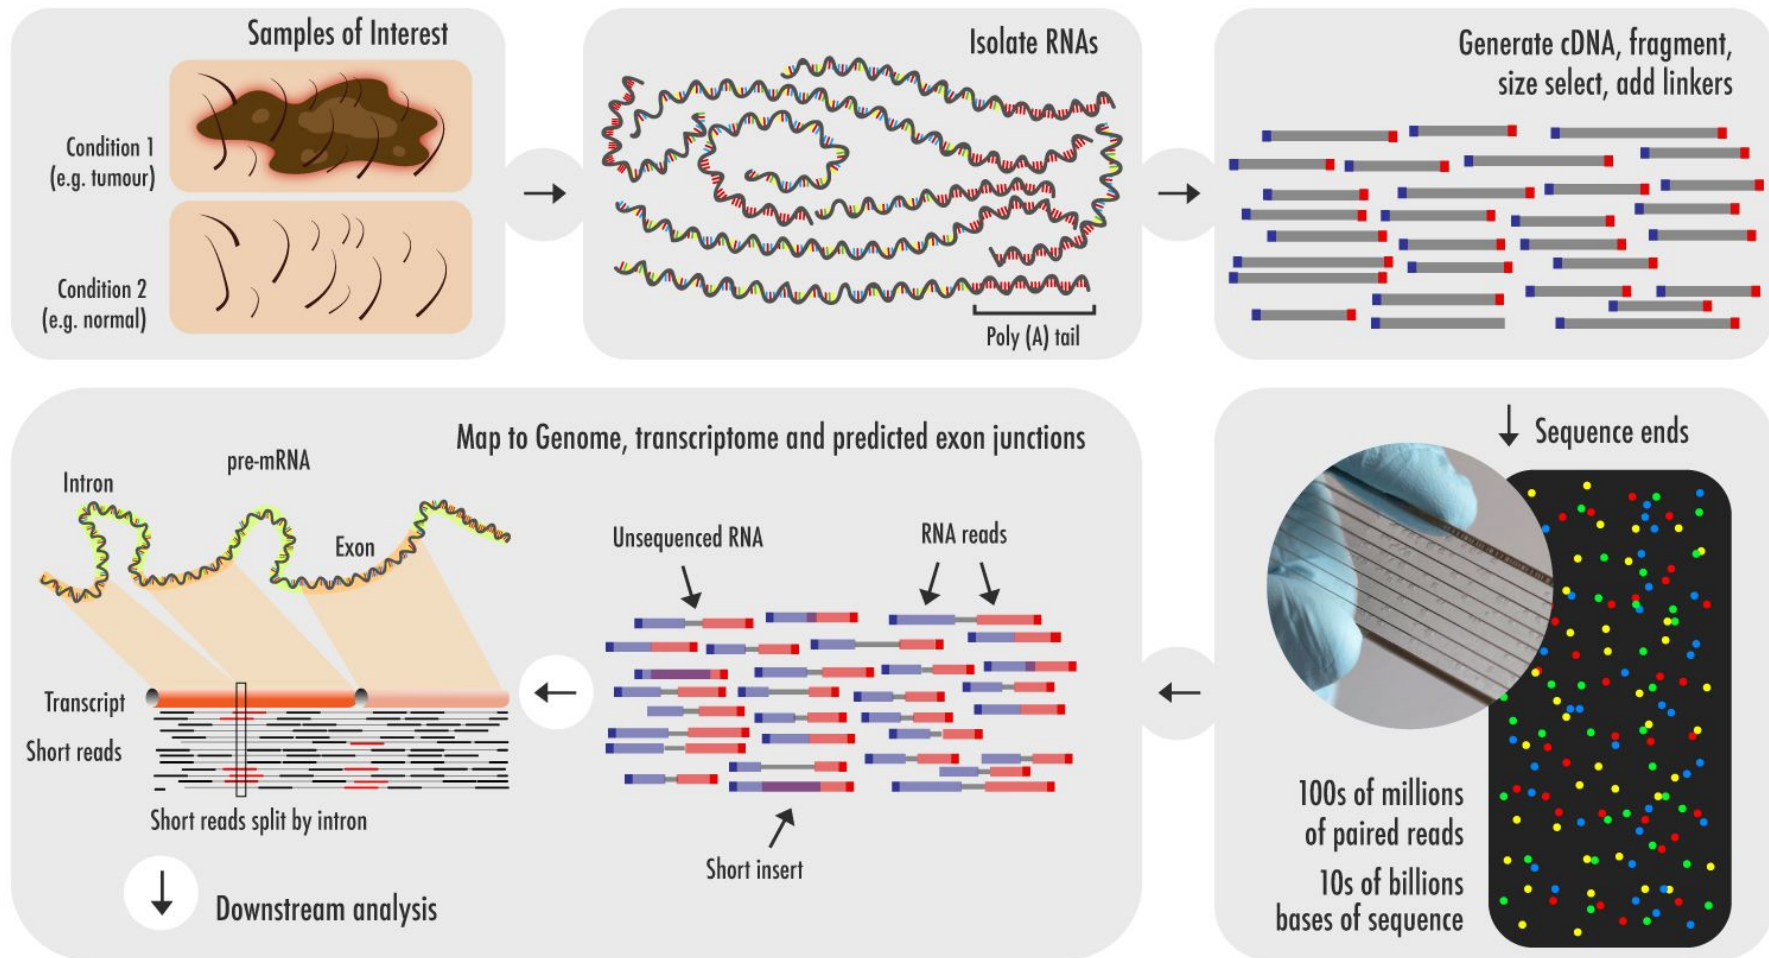 Samples of Interest
Condition 1
(e.g. tumour)
Condition 2
(e.g. normal)
Isolate RNAs
Poly (A) tail
Generate cDNA, fragment,
size select, add linkers
Sequence ends
100s of millions
of paired reads
10s of billions
bases of sequence
Map to Genome, transcriptome and predicted exon junctions
Unsequenced RNA
RNA reads
Short insert
pre-mRNA
Intron
Exon
Transcript
Short reads
Short reads split by intron
Downstream analysis